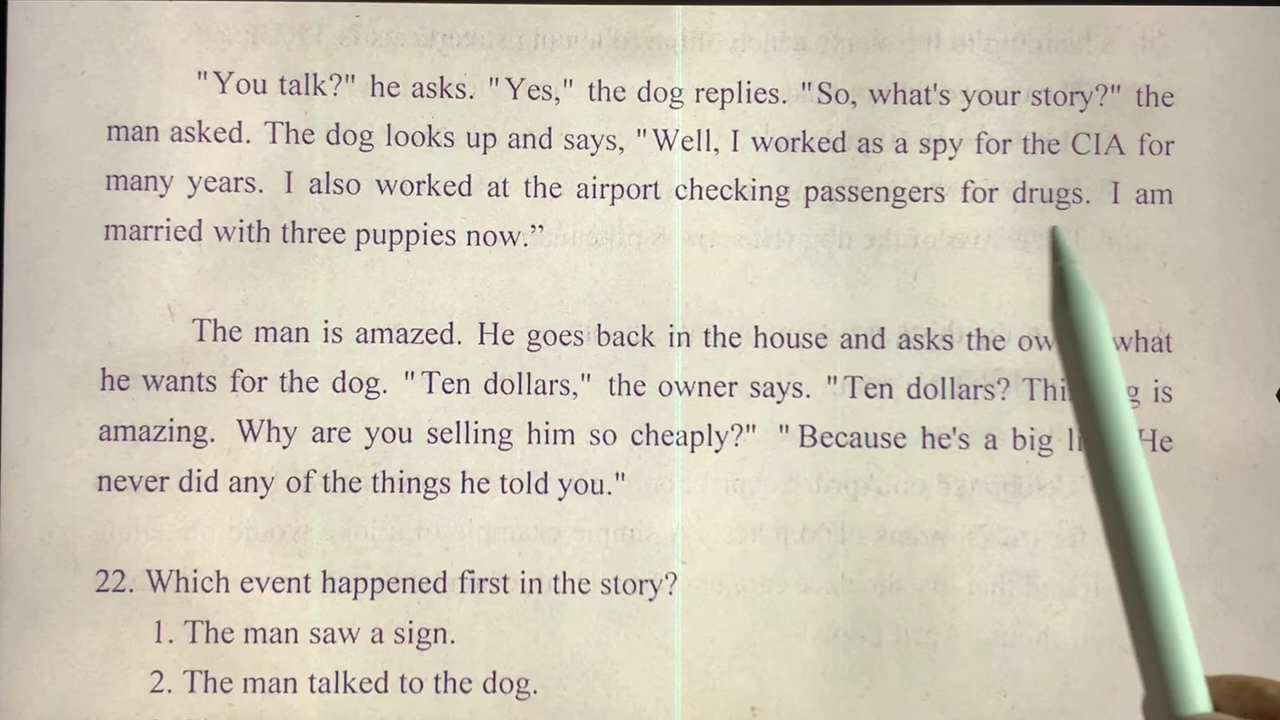 "You talk?" he asks. "Yes," the dog replies. "So, what's your story?" the
man asked. The dog looks up and says, "Well, I worked as a spy for the CIA for
many years. I also worked at the airport checking passengers for drugs. I am
married with three puppies now.”
The man is amazed. He goes back in the house and asks the what
he wants for the dog. "Ten dollars," the owner says. "Ten dollars? is
amazing. Why are you selling him so cheaply?" " Because he's a big He
never did any of the things he told you."
22. Which event happened first in the story?
1. The man saw a sign.
2. The man talked to the dog.